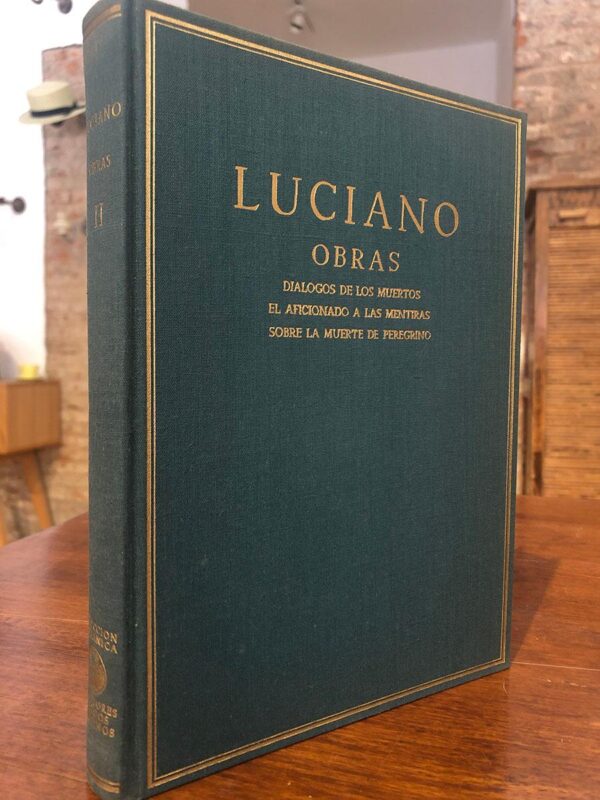 LUCIANO
OBRAS
DIALOGOS DE LOS MUERTOS
EL AFICIONADO A LAS MENTIRAS
SOBRE LA MUERTE DE PEREGRINO
OBRAS
II